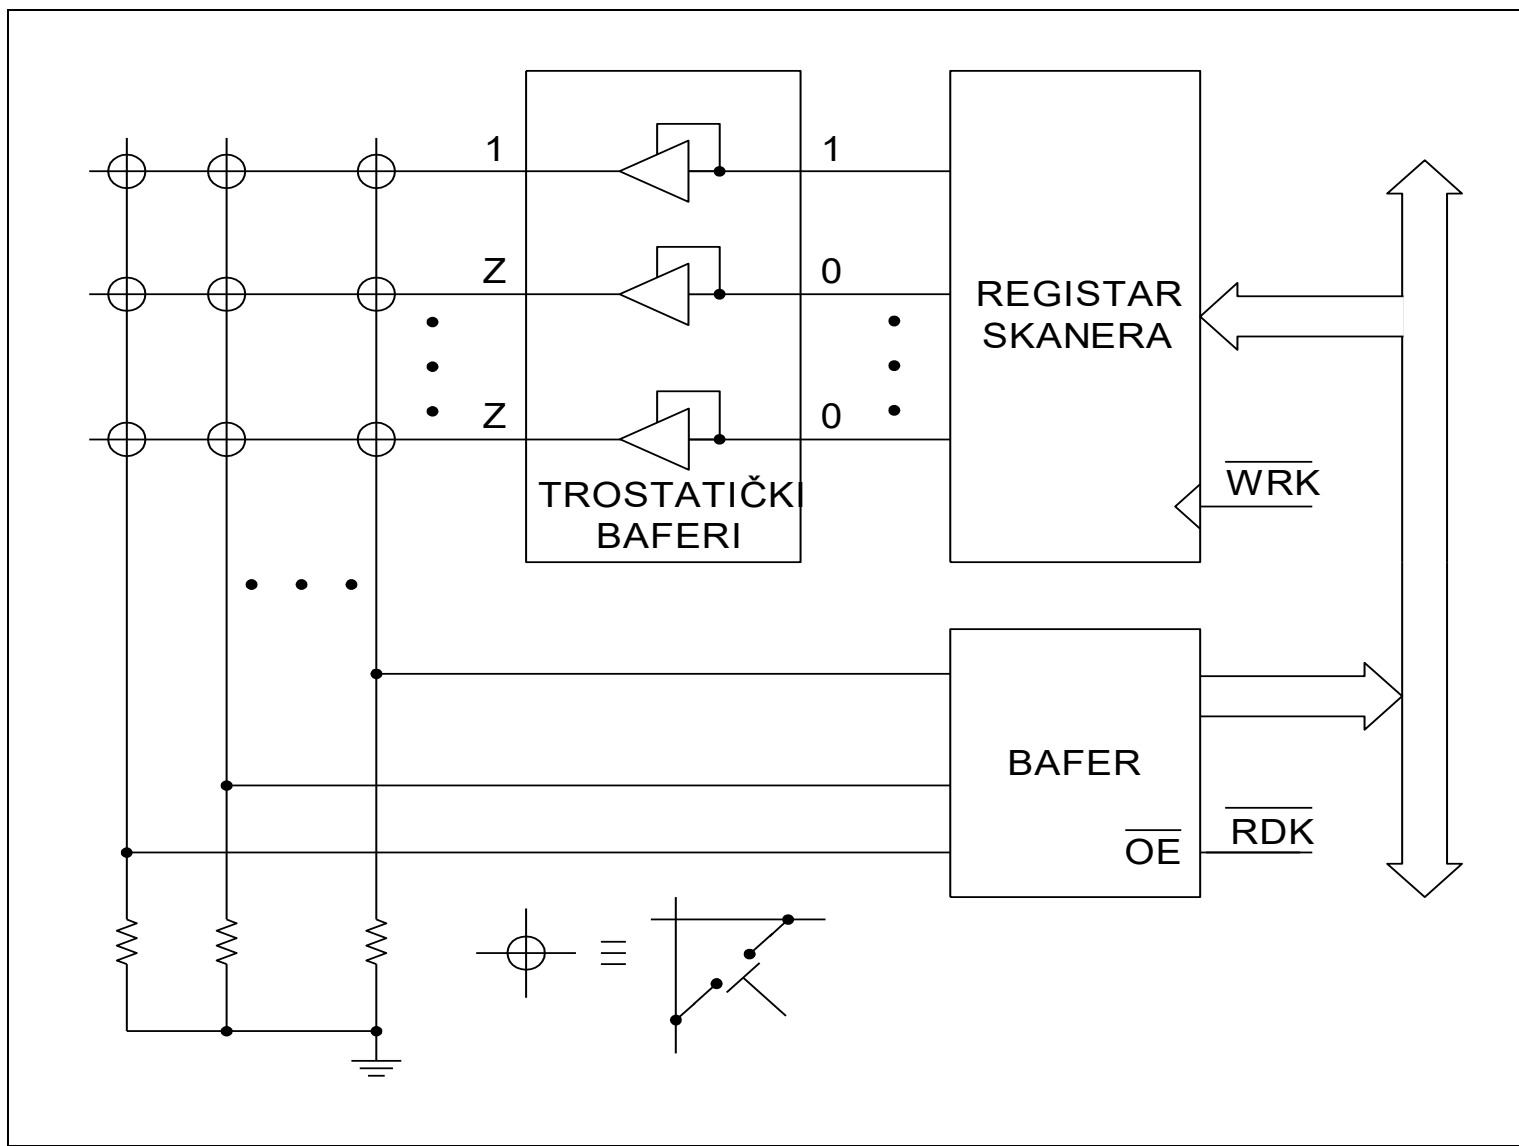 1 1
Z 0
REGISTAR
SKANERA
Z 0
WRK
TROSTATIČKI
BAFERI
BAFER
RDK
OE